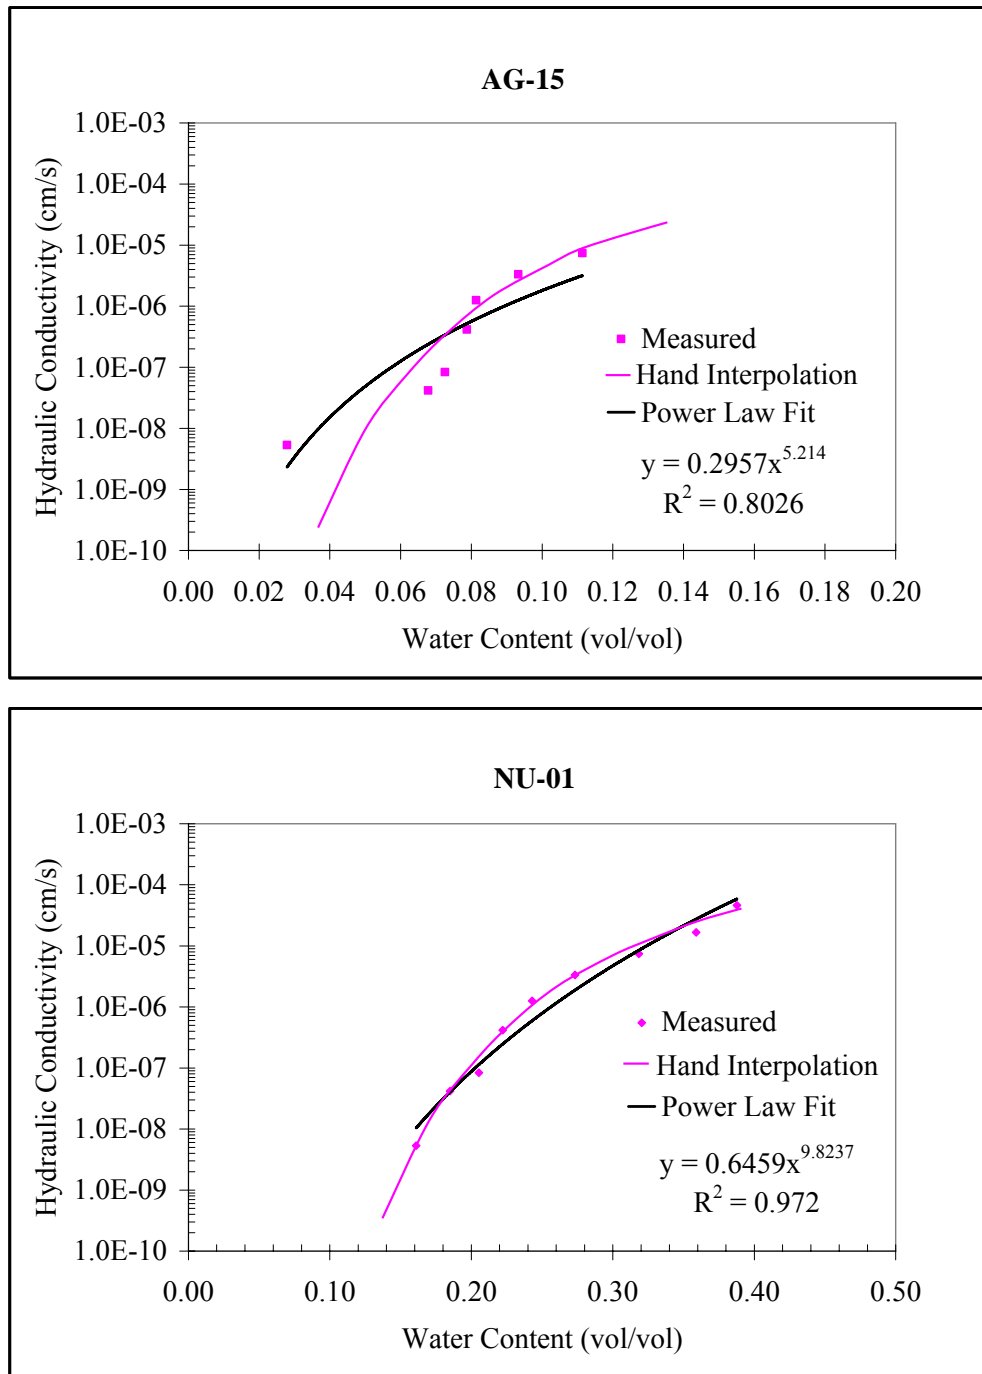 AG-15
Hydraulic Conductivity (cm/s)
1.0E-03
1.0E-04
1.0E-05
1.0E-06
1.0E-07
1.0E-08
1.0E-09
1.0E-10
Measured
Hand Interpolation
Power Law Fit
y = 0.2957x^5.214
R^2 = 0.8026
0.00 0.02 0.04 0.06 0.08 0.10 0.12 0.14 0.16 0.18 0.20
Water Content (vol/vol)
NU-01
Hydraulic Conductivity (cm/s)
1.0E-03
1.0E-04
1.0E-05
1.0E-06
1.0E-07
1.0E-08
1.0E-09
1.0E-10
Measured
Hand Interpolation
Power Law Fit
y = 0.6459x^9.8237
R^2 = 0.972
0.00 0.10 0.20 0.30 0.40 0.50
Water Content (vol/vol)